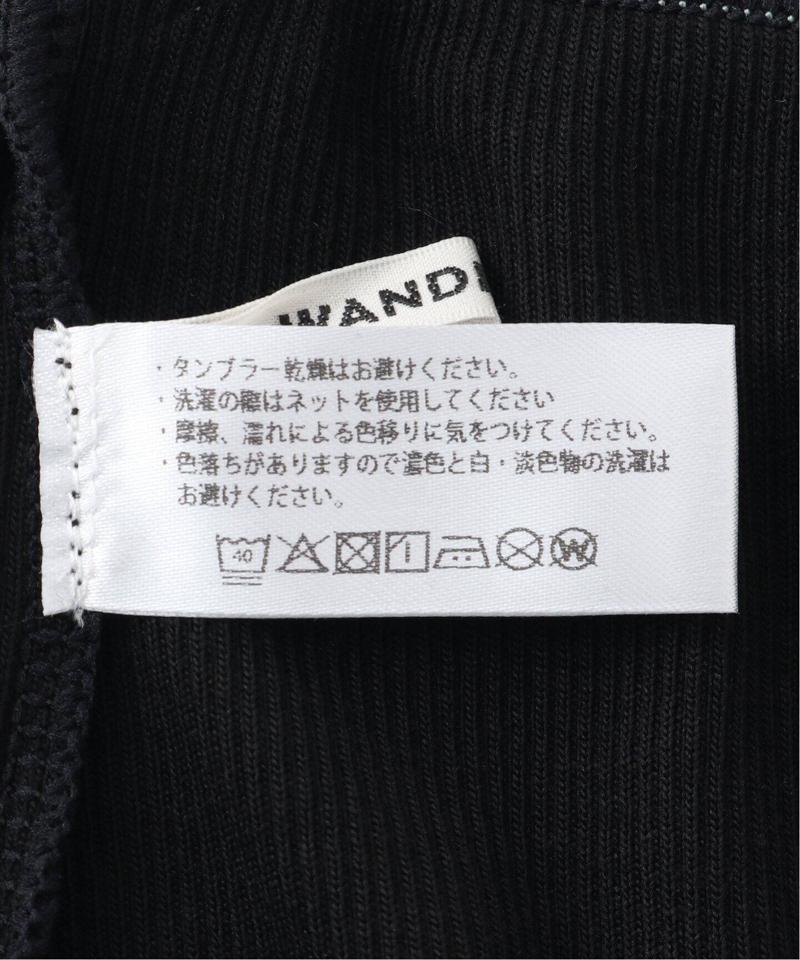 WAND
・タンブラー乾燥はお避けください。
・洗濯の際はネットを使用してください
・摩擦、濡れによる色移りに気をつけてください。
・色落ちがありますので濃色と白・淡色物の洗濯は
お避けください。
40
W